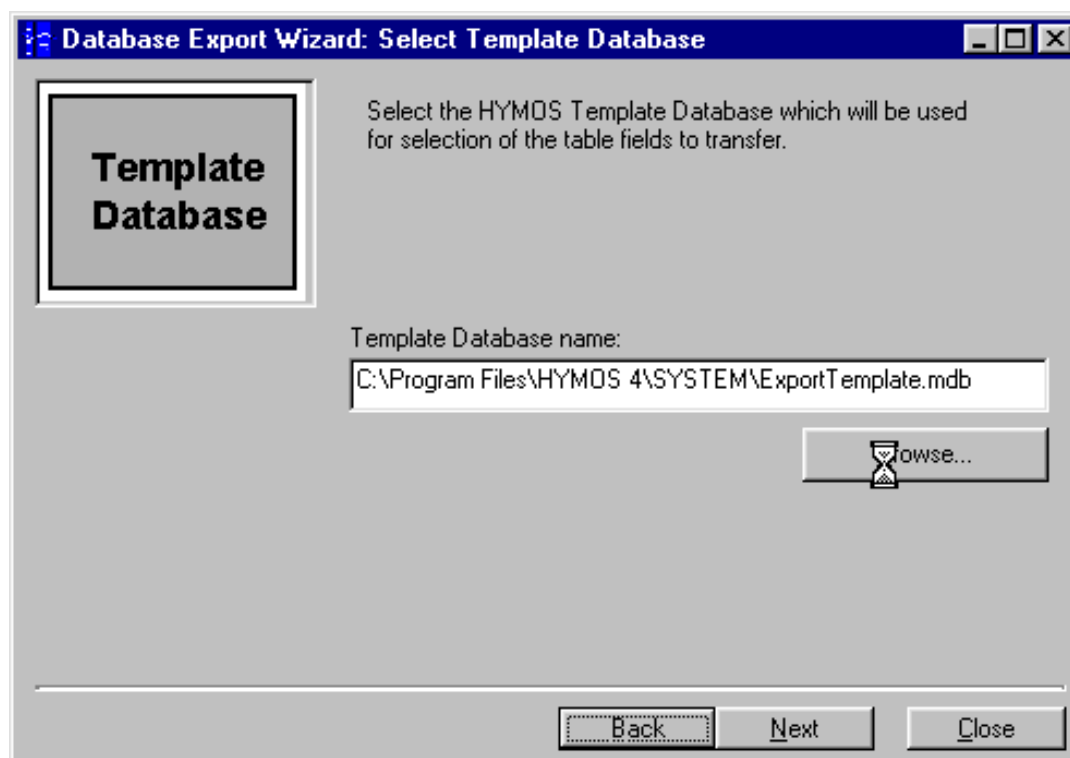 Database Export Wizard: Select Template Database
Select the HYMOS Template Database which will be used
for selection of the table fields to transfer.
Template
Database
Template Database name:
C:\Program Files\HYMOS 4\SYSTEM\ExportTemplate.mdb
rowse...
Back Next Close